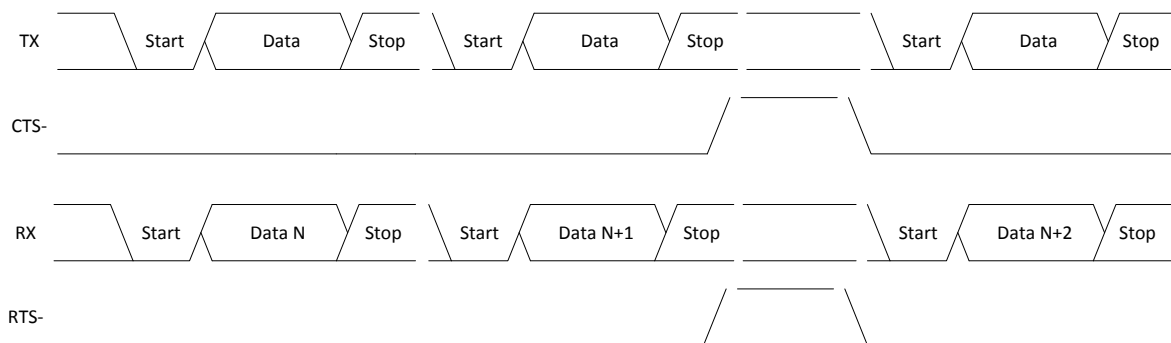 TX Start Data Stop Start Data Stop Start Data Stop
CTS-
RX Start Data N Stop Start Data N+1 Stop Start Data N+2 Stop
RTS-